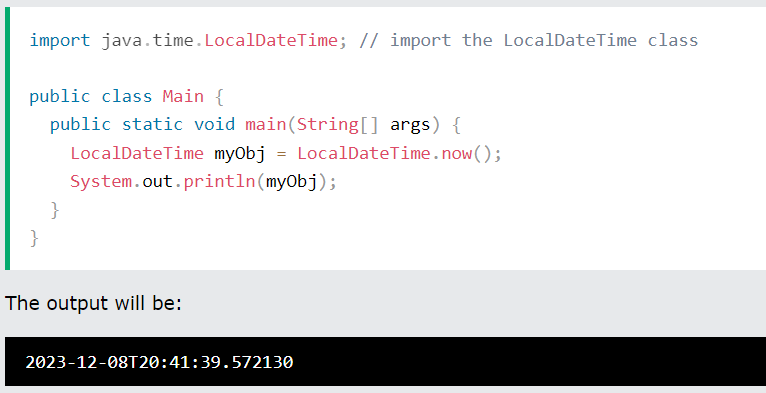 import java.time.LocalDateTime; // import the LocalDateTime class
public class Main {
  public static void main(String[] args) {
    LocalDateTime myObj = LocalDateTime.now();
    System.out.println(myObj);
  }
}
The output will be:
2023-12-08T20:41:39.572130